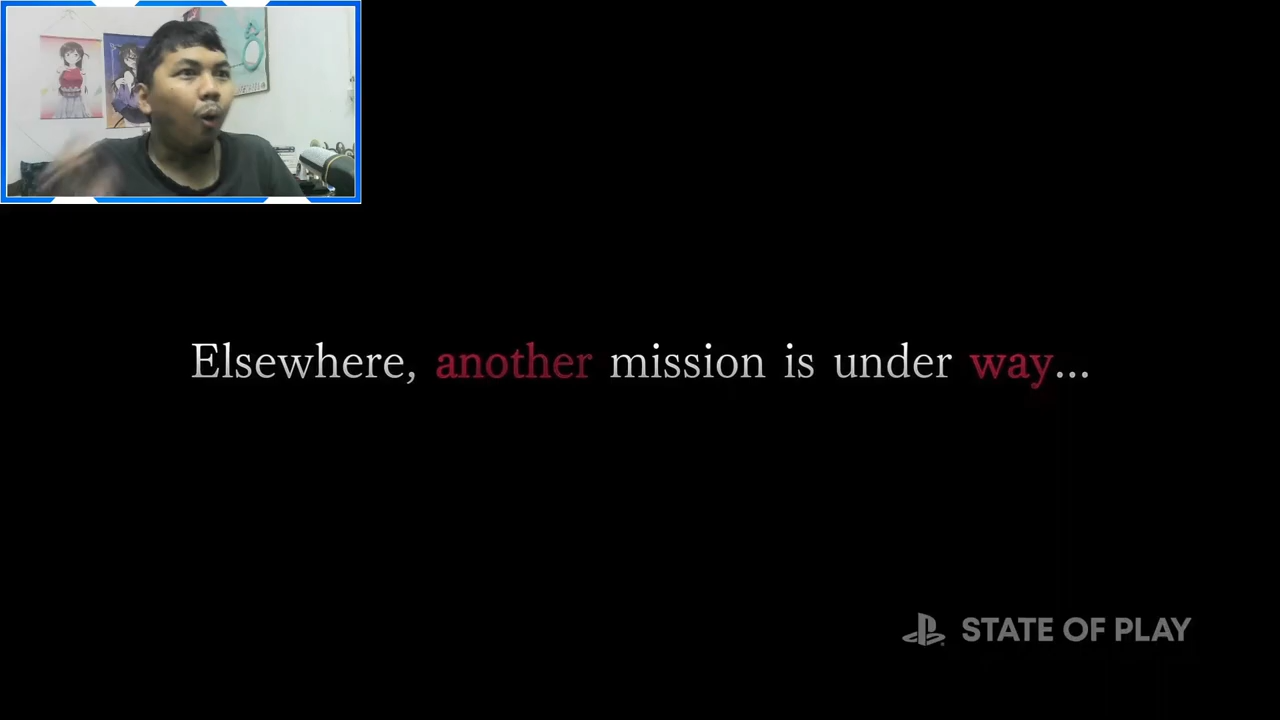 Elsewhere, another mission is under way...
STATE OF PLAY